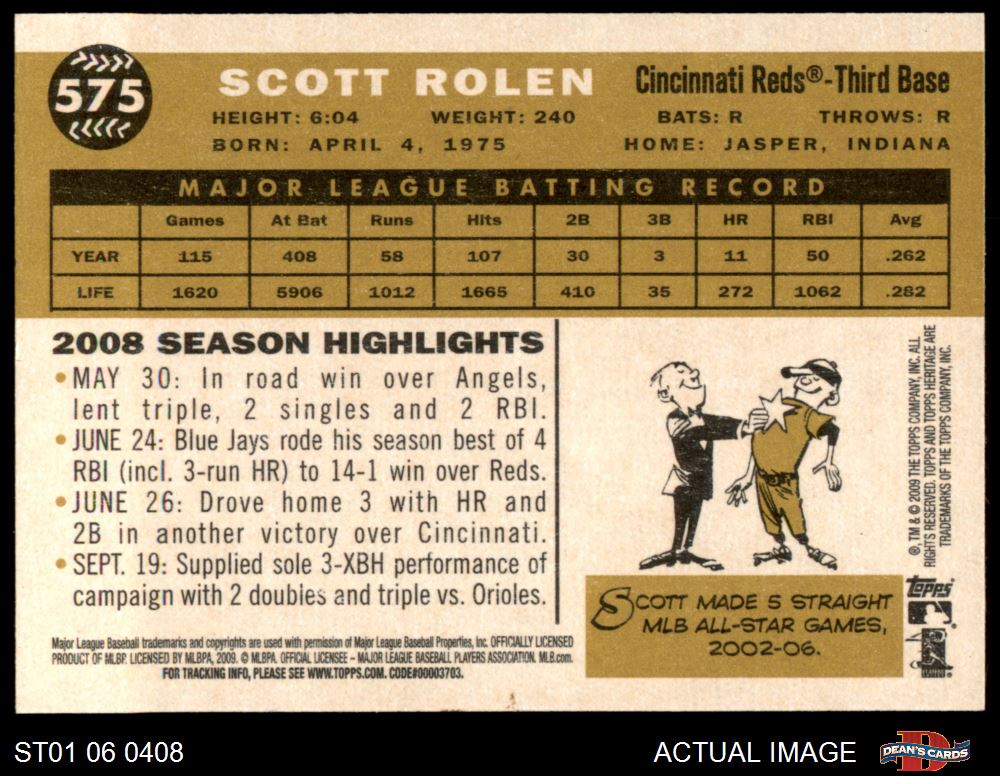 575
SCOTT ROLEN
Cincinnati Reds®-Third Base
HEIGHT: 6:04 WEIGHT: 240 BATS: R THROWS: R
BORN: APRIL 4, 1975 HOME: JASPER, INDIANA
MAJOR LEAGUE BATTING RECORD
Games At Bat Runs Hits 2B 3B HR RBI Avg
YEAR 115 408 58 107 30 3 11 50 .262
LIFE 1620 5906 1012 1665 410 35 272 1062 .282
2008 SEASON HIGHLIGHTS
• MAY 30: In road win over Angels,
lent triple, 2 singles and 2 RBI.
• JUNE 24: Blue Jays rode his season best of 4
RBI (incl. 3-run HR) to 14-1 win over Reds.
• JUNE 26: Drove home 3 with HR and
2B in another victory over Cincinnati.
• SEPT. 19: Supplied sole 3-XBH performance of
campaign with 2 doubles and triple vs. Orioles.
Major League Baseball trademarks and copyrights are used with permission of Major League Baseball Properties, Inc. OFFICIALLY LICENSED
PRODUCT OF MLBP. LICENSED BY MLBPA, 2009. © MLBPA. OFFICIAL LICENSEE – MAJOR LEAGUE BASEBALL PLAYERS ASSOCIATION. MLB.com.
FOR TRACKING INFO, PLEASE SEE WWW.TOPPS.COM. CODE#00003703.
SCOTT MADE 5 STRAIGHT
MLB ALL-STAR GAMES,
2002-06.
®, TM & © 2009 THE TOPPS COMPANY, INC. ALL
RIGHTS RESERVED. TOPPS AND TOPPS HERITAGE ARE
TRADEMARKS OF THE TOPPS COMPANY, INC.
topps
ST01 06 0408
ACTUAL IMAGE
DEAN'S CARDS